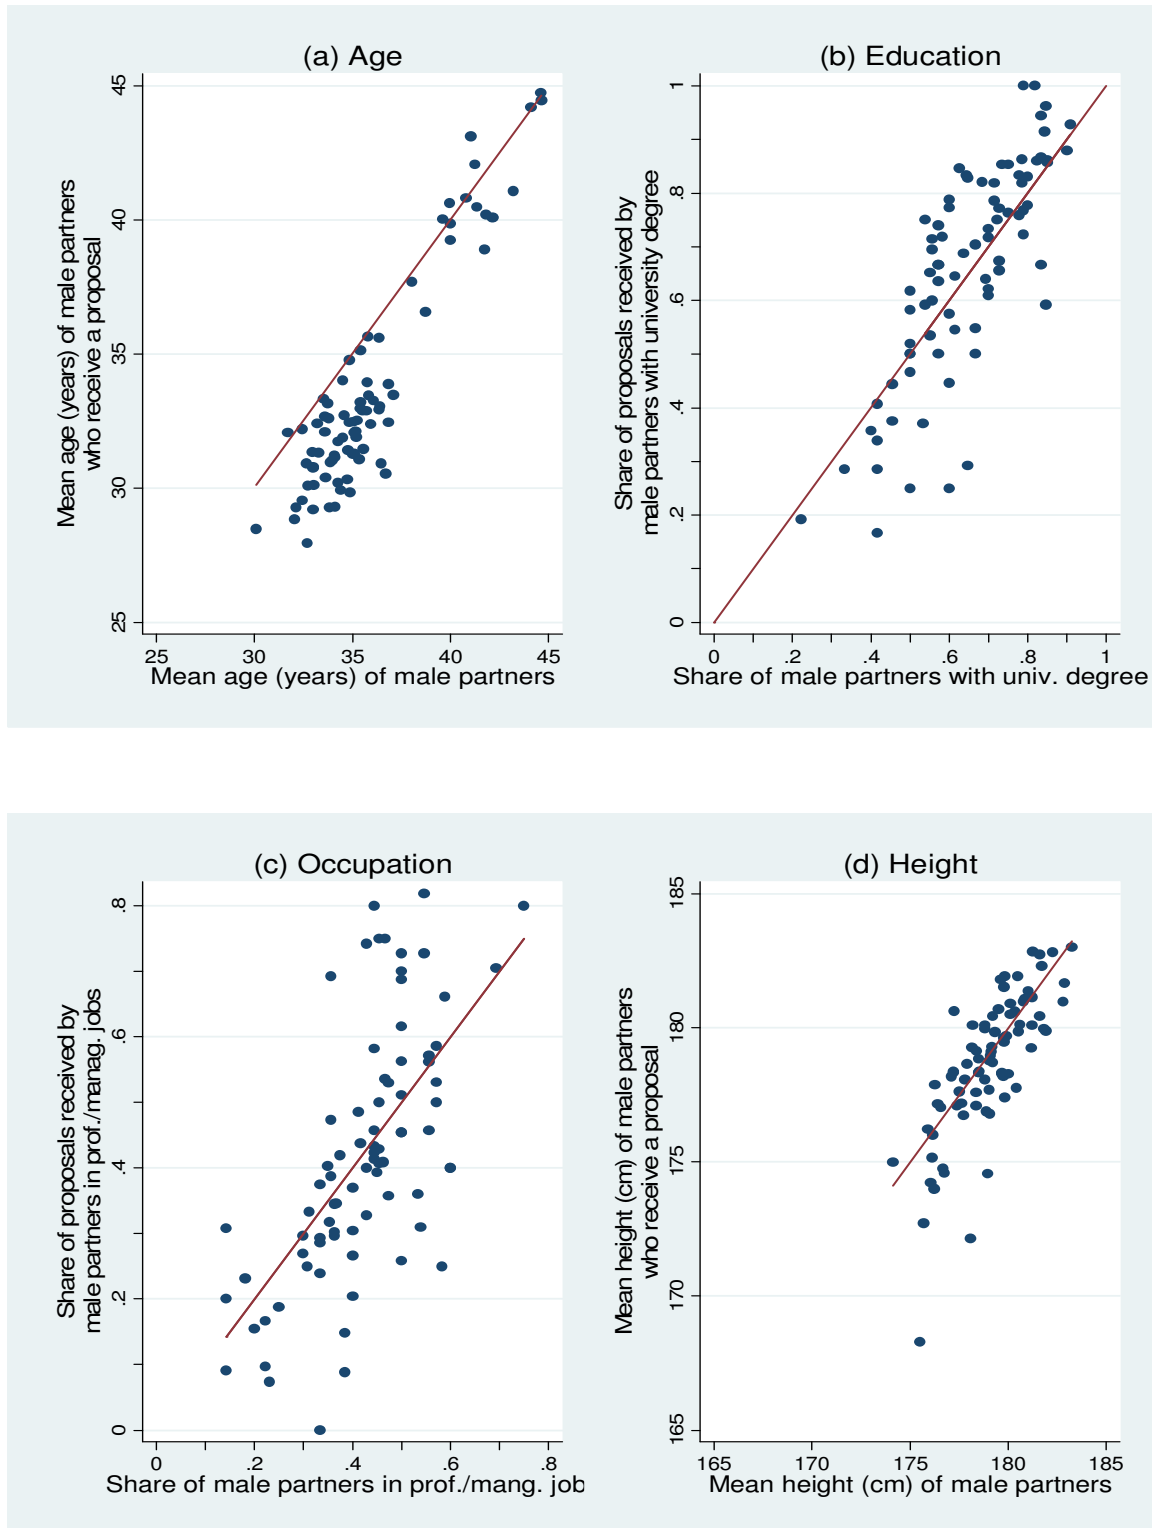 (a) Age
Mean age (years) of male partners
who receive a proposal
45
40
35
30
25
25 30 35 40 45
Mean age (years) of male partners
(b) Education
Share of proposals received by
male partners with university degree
1
.8
.6
.4
.2
0
0 .2 .4 .6 .8 1
Share of male partners with univ. degree
(c) Occupation
Share of proposals received by
male partners in prof./manag. jobs
.8
.6
.4
.2
0
0 .2 .4 .6 .8
Share of male partners in prof./mang. job
(d) Height
Mean height (cm) of male partners
who receive a proposal
185
180
175
170
165
165 170 175 180 185
Mean height (cm) of male partners